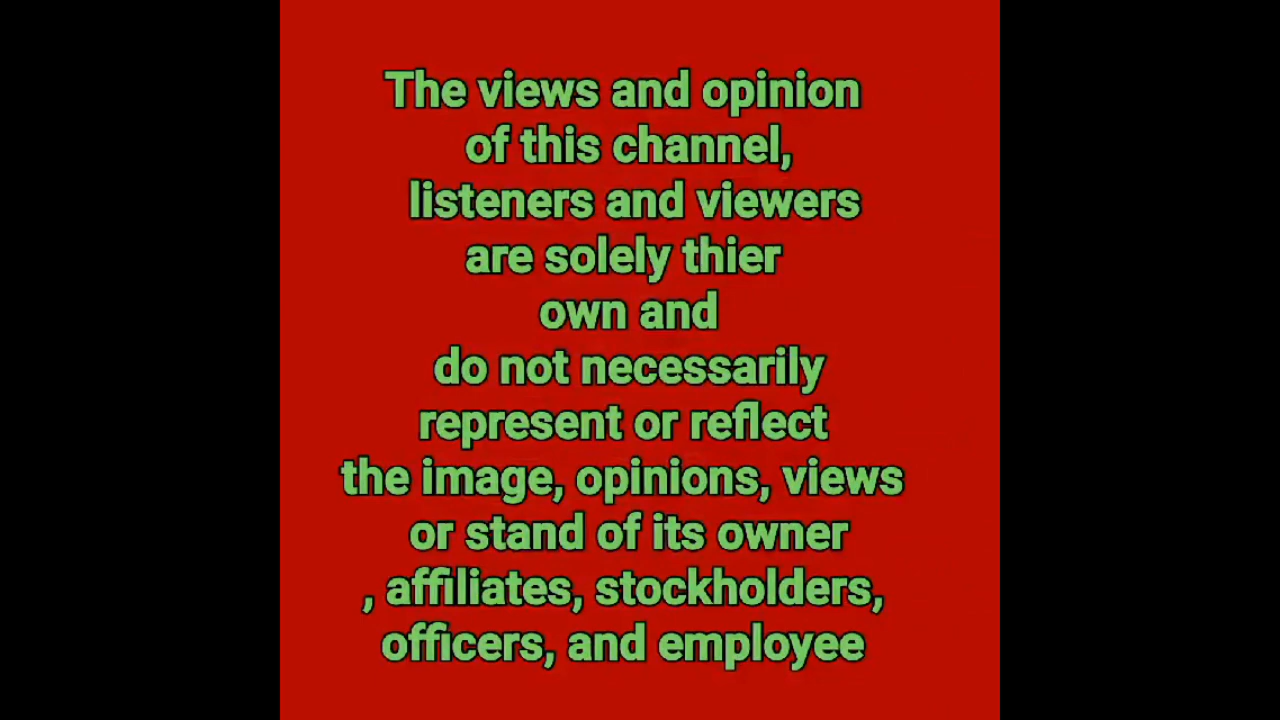 The views and opinion
of this channel,
listeners and viewers
are solely thier
own and
do not necessarily
represent or reflect
the image, opinions, views
or stand of its owner
, affiliates, stockholders,
officers, and employee